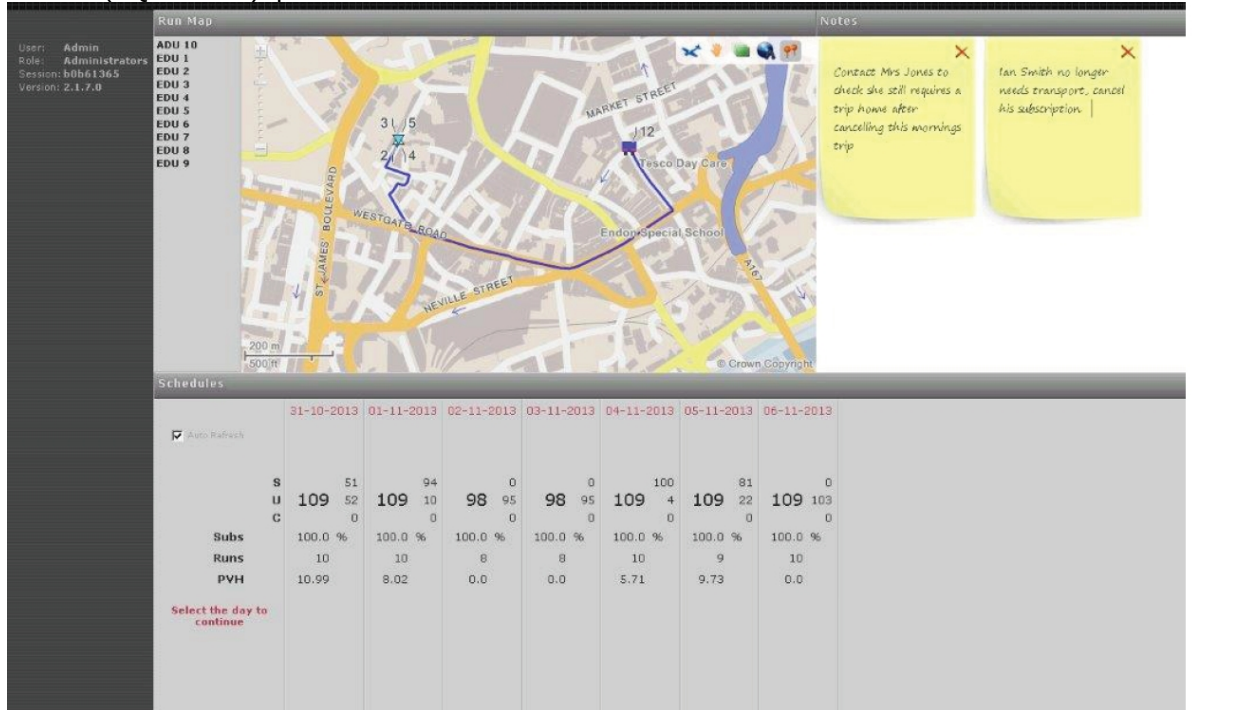 Run Map
Notes
User: Admin
Role: Administrators
Session: b0b61365
Version: 2.1.7.0
ADU 10
EDU 1
EDU 2
EDU 3
EDU 4
EDU 5
EDU 6
EDU 7
EDU 8
EDU 9
MARKET STREET
3 5
2 4
12
Tesco Day Care
ST JAMES' BOULEVARD
WESTGATE ROAD
Endon Special School
NEVILLE STREET
A167
200 m
500 ft
© Crown Copyright
Contact Mrs Jones to
check she still requires a
trip home after
cancelling this mornings
trip
Ian Smith no longer
needs transport, cancel
his subscription
Schedules
31-10-2013 01-11-2013 02-11-2013 03-11-2013 04-11-2013 05-11-2013 06-11-2013
Auto Refresh
S 51 94 0 0 100 81 0
U 109 52 109 10 98 95 98 95 109 4 109 22 109 103
C 0 0 0 0 0 0 0
Subs 100.0 % 100.0 % 100.0 % 100.0 % 100.0 % 100.0 % 100.0 %
Runs 10 10 8 8 10 9 10
PVH 10.99 8.02 0.0 0.0 5.71 9.73 0.0
Select the day to
continue